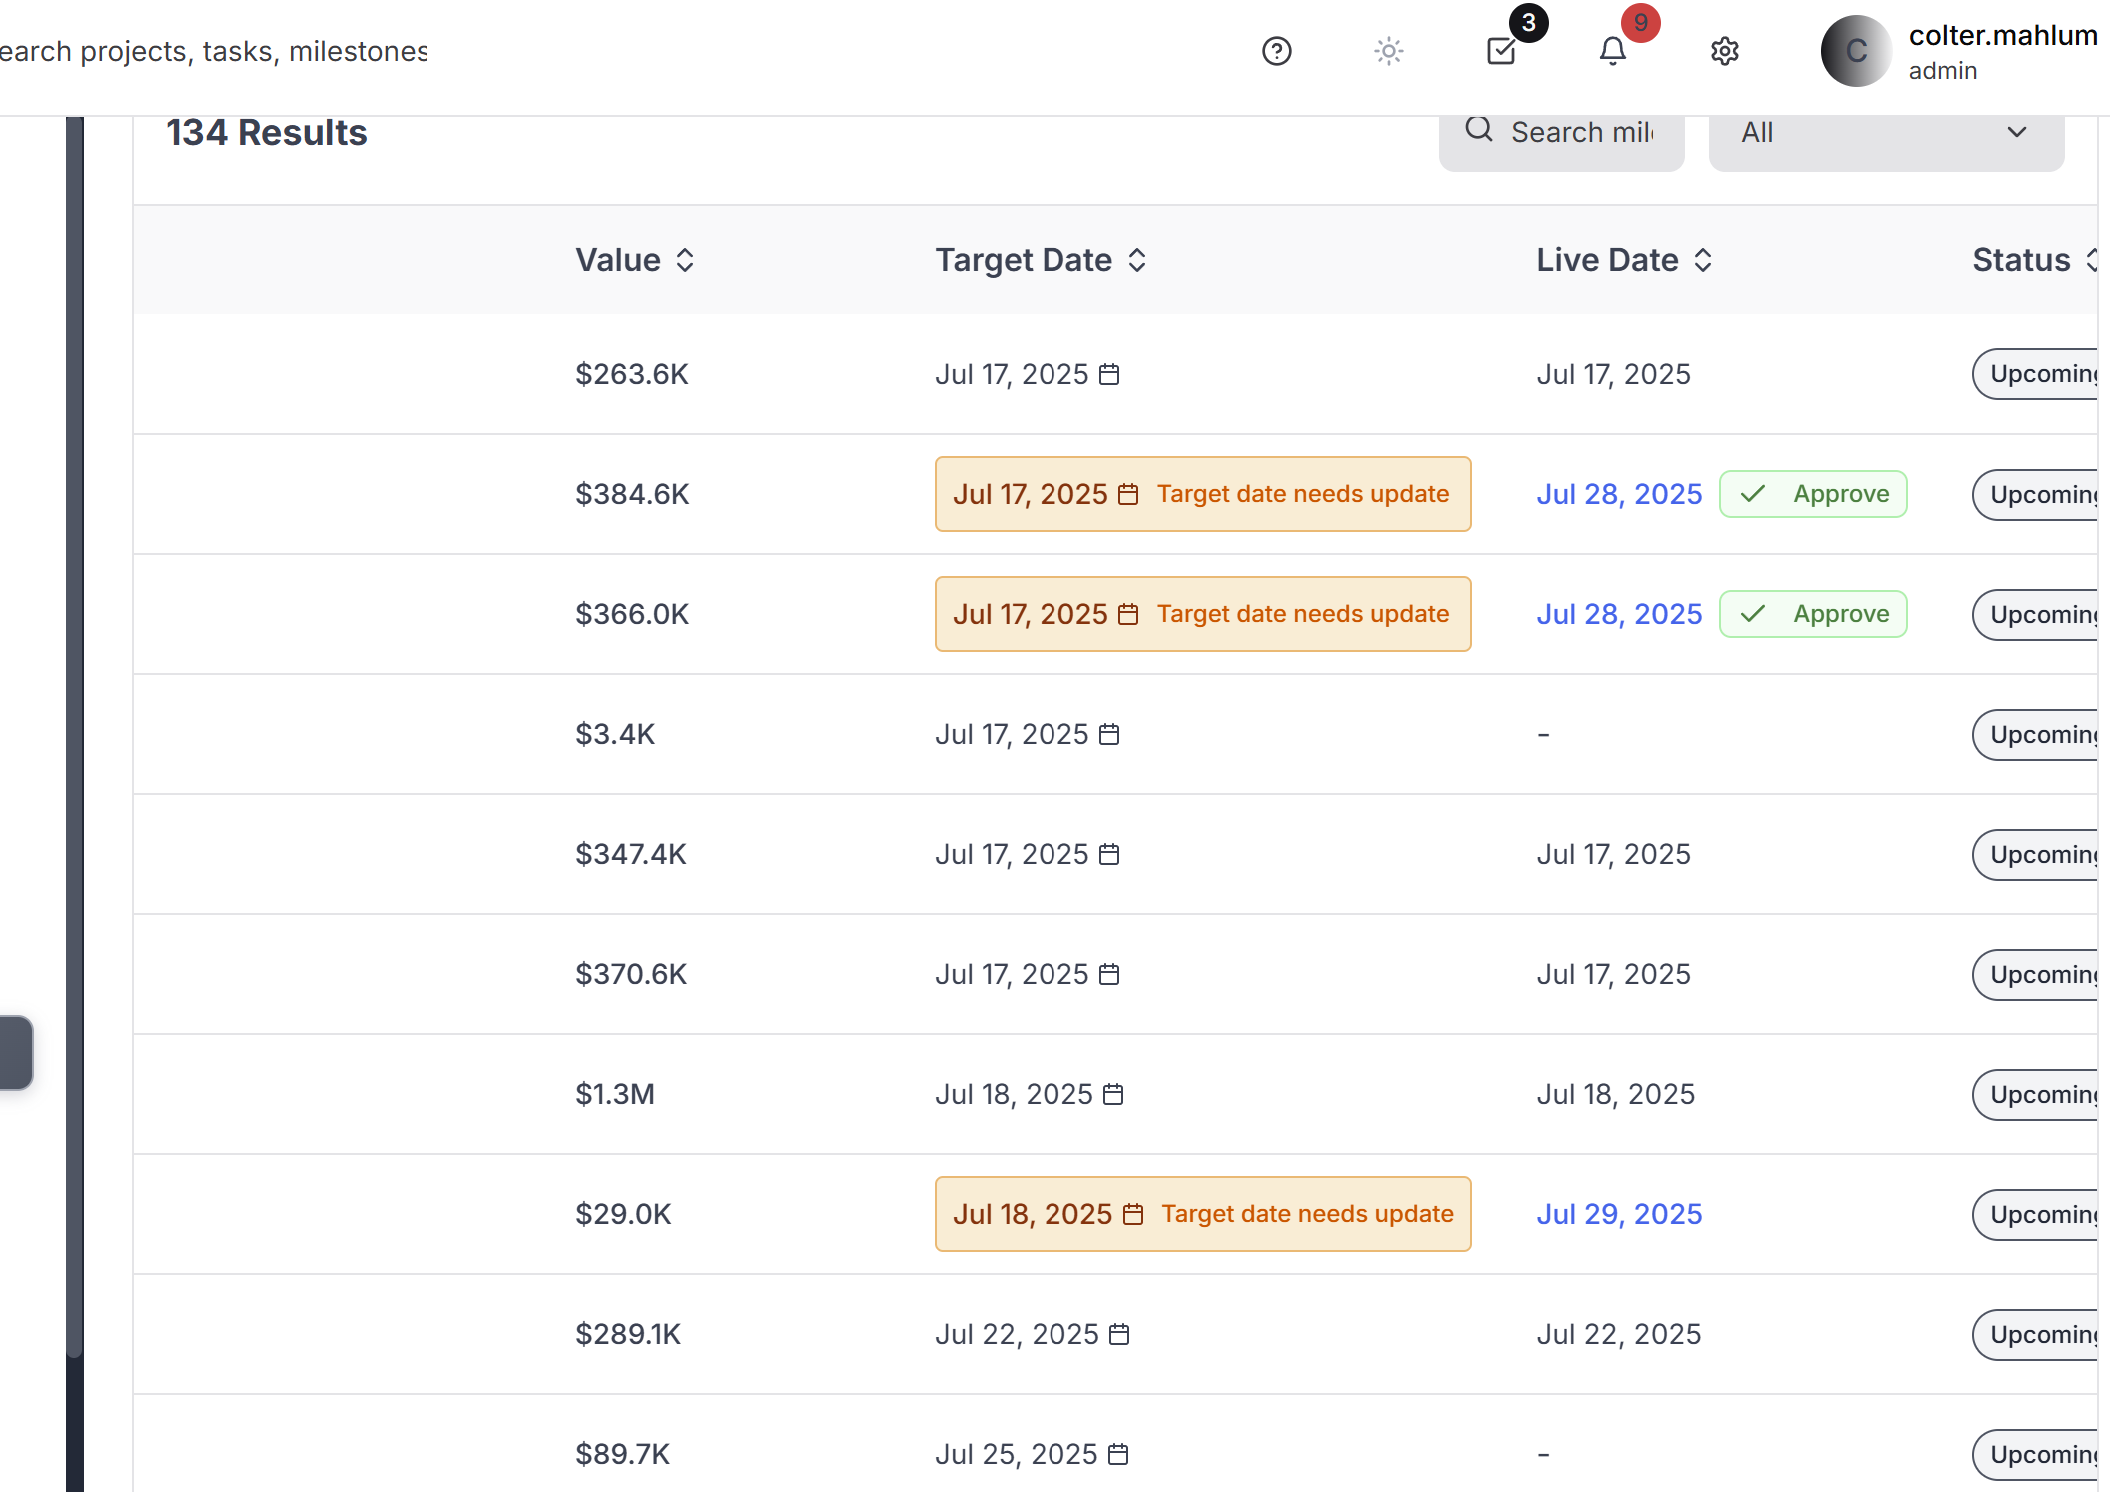 earch projects, tasks, milestones
3
9
C
colter.mahlum
admin
134 Results
Search mil
All
Value
Target Date
Live Date
Status
$263.6K
Jul 17, 2025
Jul 17, 2025
Upcoming
$384.6K
Jul 17, 2025
Target date needs update
Jul 28, 2025
Approve
Upcoming
$366.0K
Jul 17, 2025
Target date needs update
Jul 28, 2025
Approve
Upcoming
$3.4K
Jul 17, 2025
-
Upcoming
$347.4K
Jul 17, 2025
Jul 17, 2025
Upcoming
$370.6K
Jul 17, 2025
Jul 17, 2025
Upcoming
$1.3M
Jul 18, 2025
Jul 18, 2025
Upcoming
$29.0K
Jul 18, 2025
Target date needs update
Jul 29, 2025
Upcoming
$289.1K
Jul 22, 2025
Jul 22, 2025
Upcoming
$89.7K
Jul 25, 2025
-
Upcoming